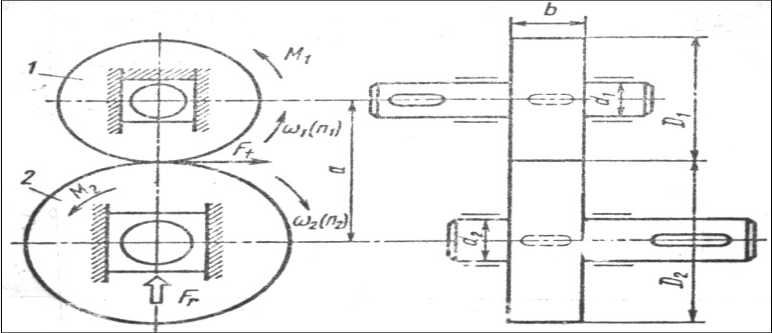 1
M₁
ω₁(n₁)
Fₜ
2
M₂
ω₂(n₂)
Fᵣ
a
b
d₁
D₁
d₂
D₂